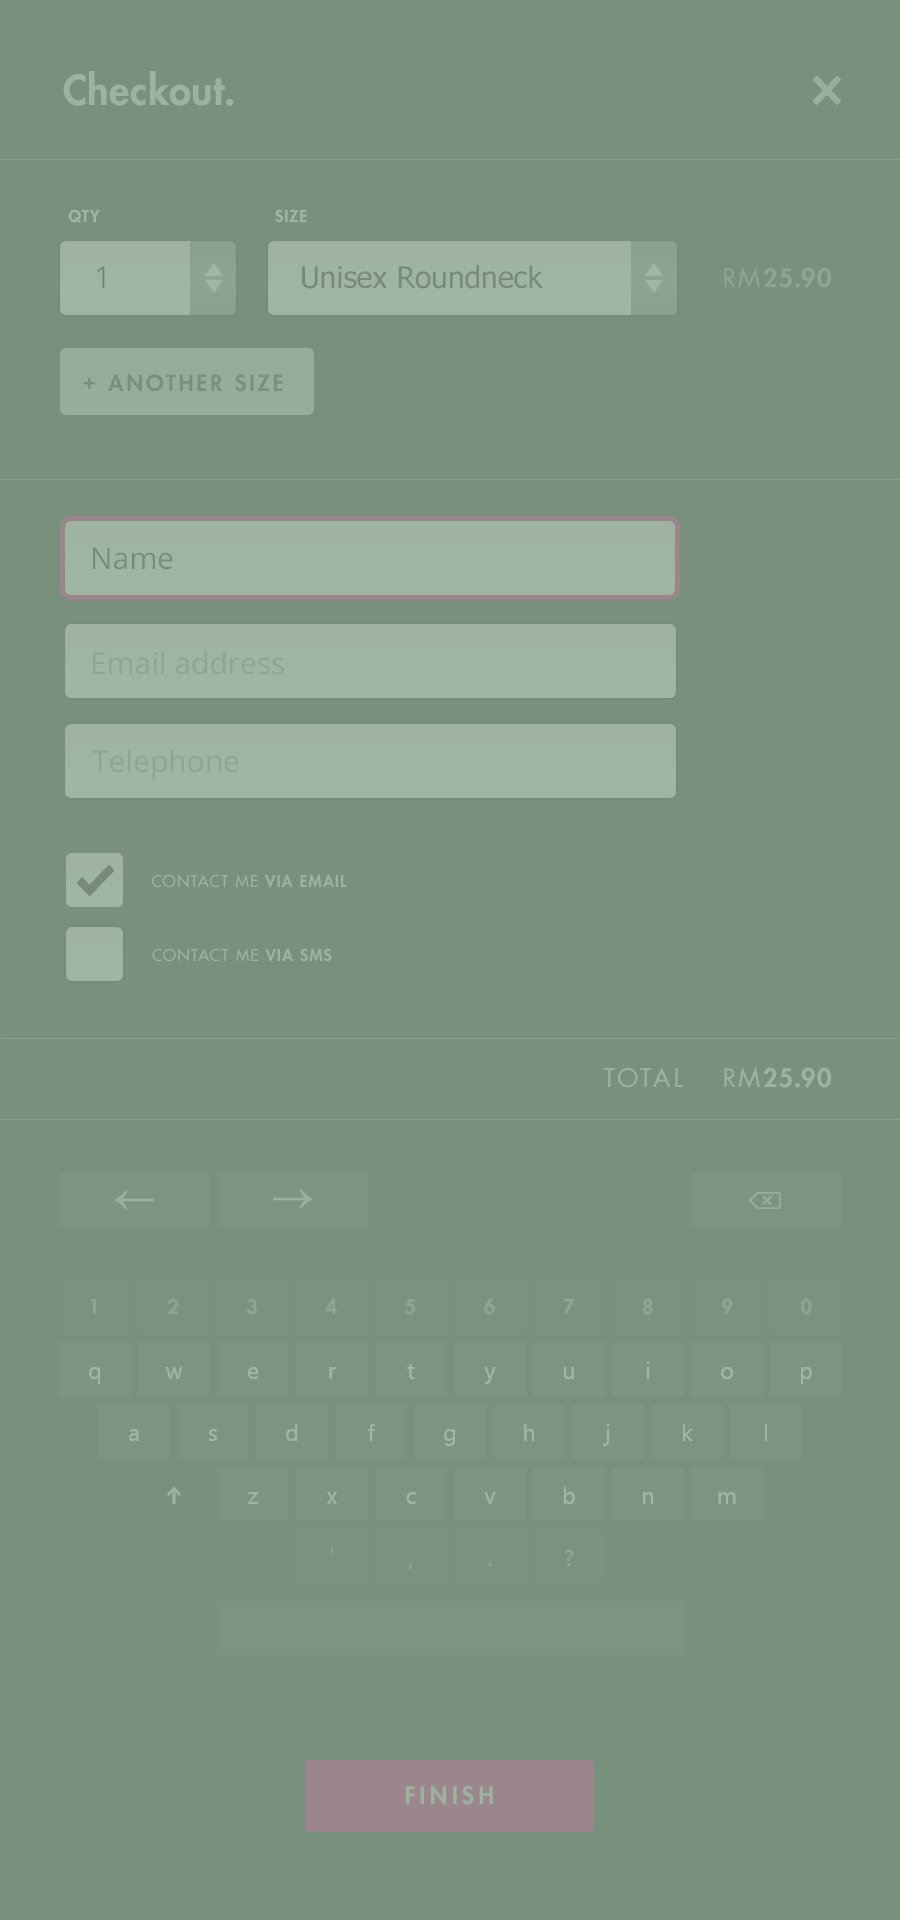 Checkout.
QTY SIZE
1 Unisex Roundneck RM25.90
+ ANOTHER SIZE
Name
Email address
Telephone
CONTACT ME VIA EMAIL
CONTACT ME VIA SMS
TOTAL RM25.90
1 2 3 4 5 6 7 8 9 0
q w e r t y u i o p
a s d f g h j k l
z x c v b n m
' , . ?
FINISH